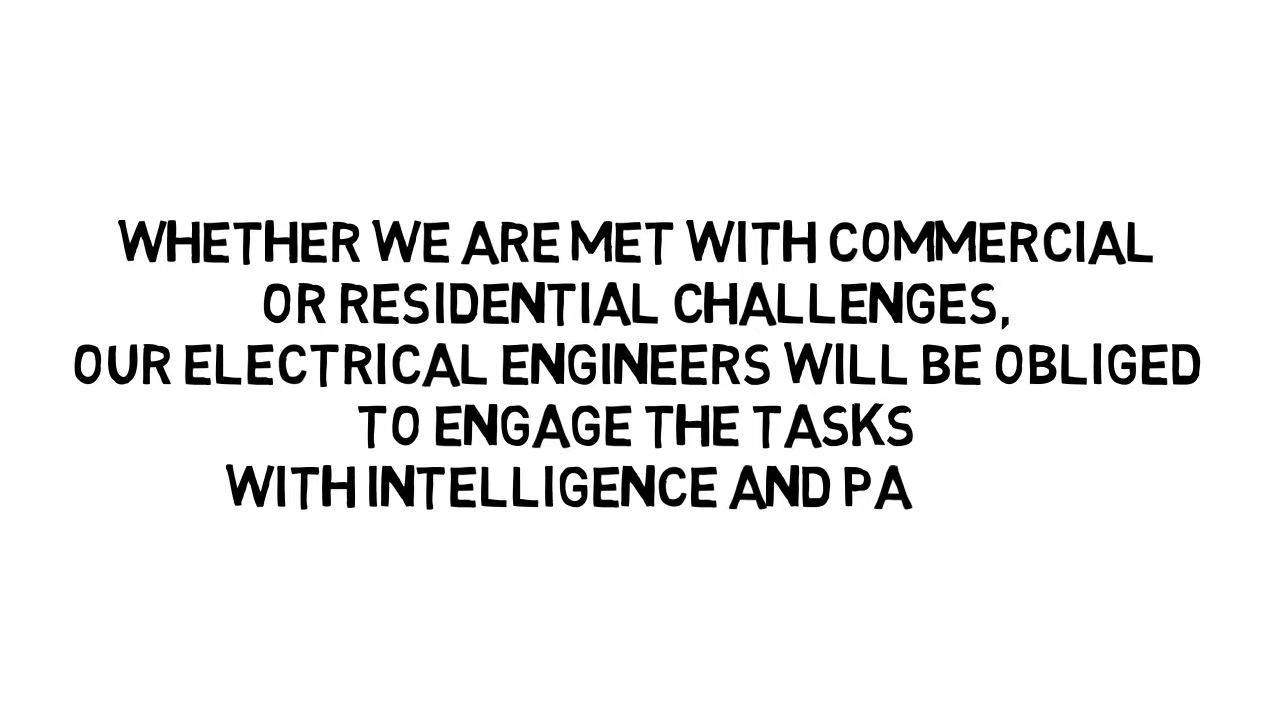 WHETHER WE ARE MET WITH COMMERCIAL
OR RESIDENTIAL CHALLENGES,
OUR ELECTRICAL ENGINEERS WILL BE OBLIGED
TO ENGAGE THE TASKS
WITH INTELLIGENCE AND PA